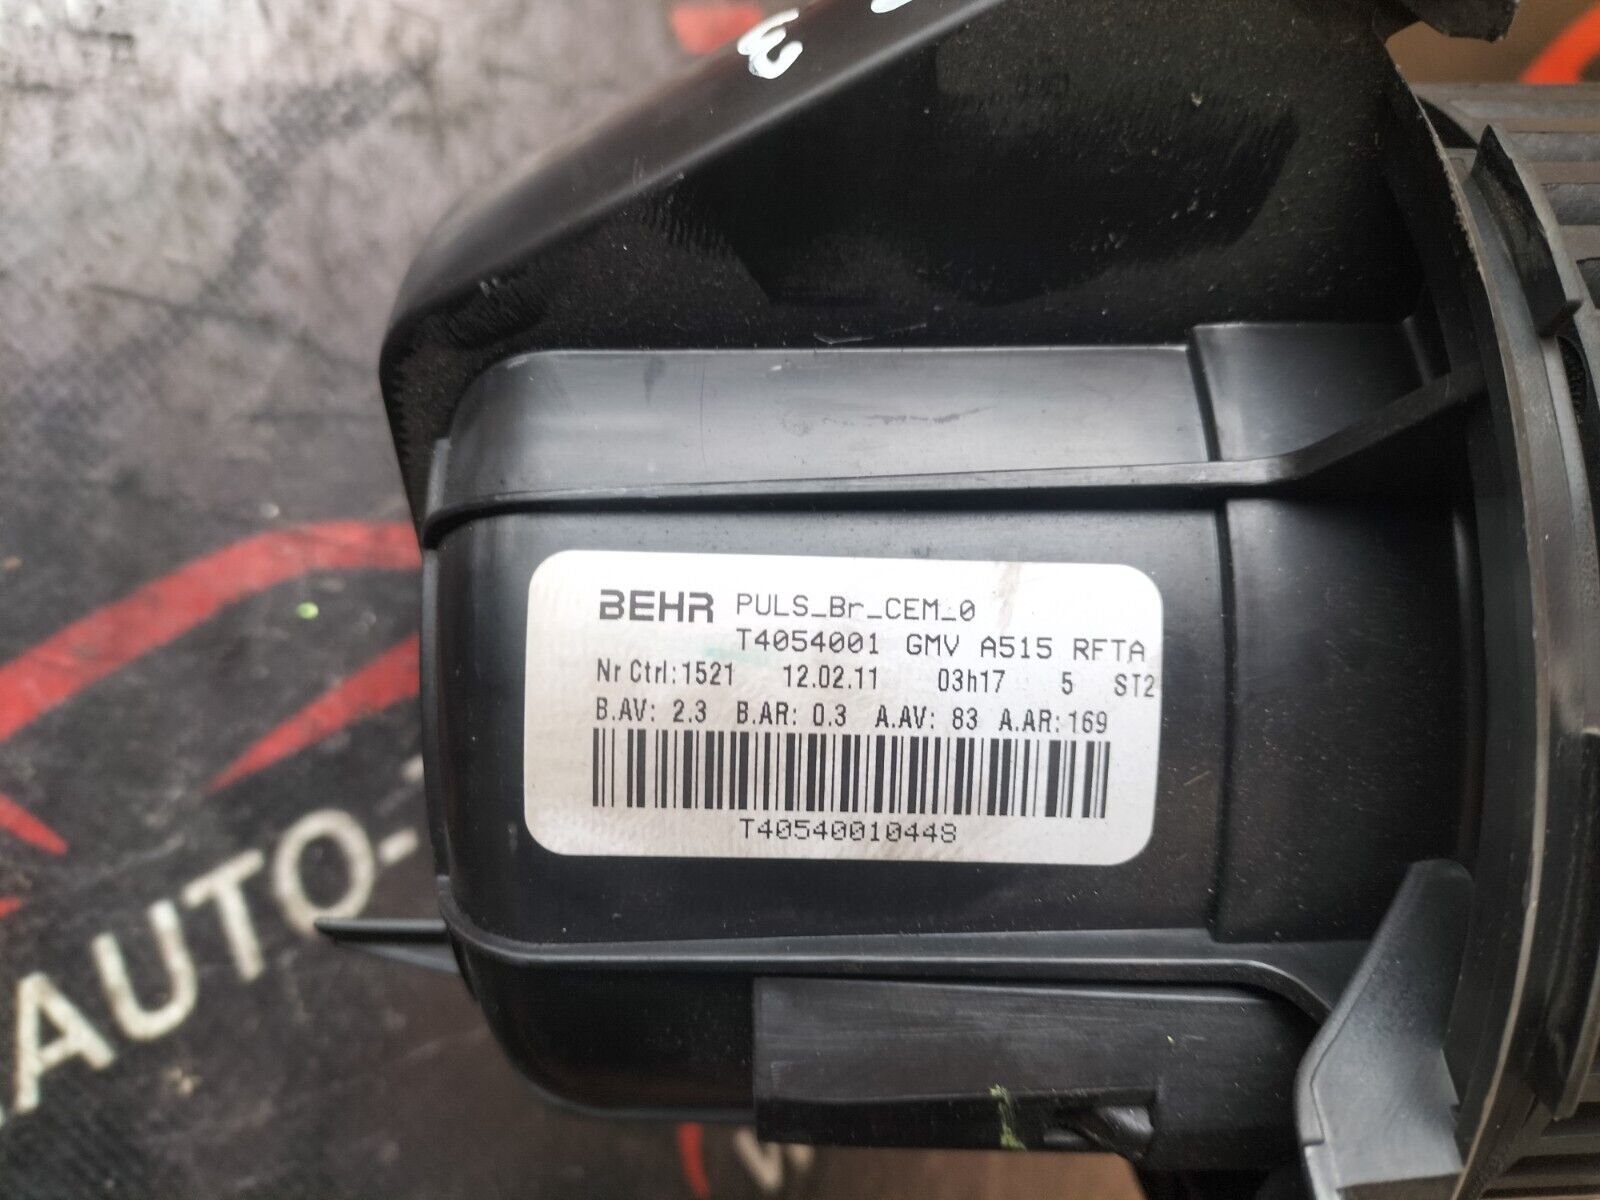 BEHR PULS_Br_CEM_0
T4054001 GMV A515 RFTA
Nr Ctrl:1521 12.02.11 03h17 5 ST2
B.AV: 2.3 B.AR: 0.3 A.AV: 83 A.AR:169
T40540010448
AUTO-